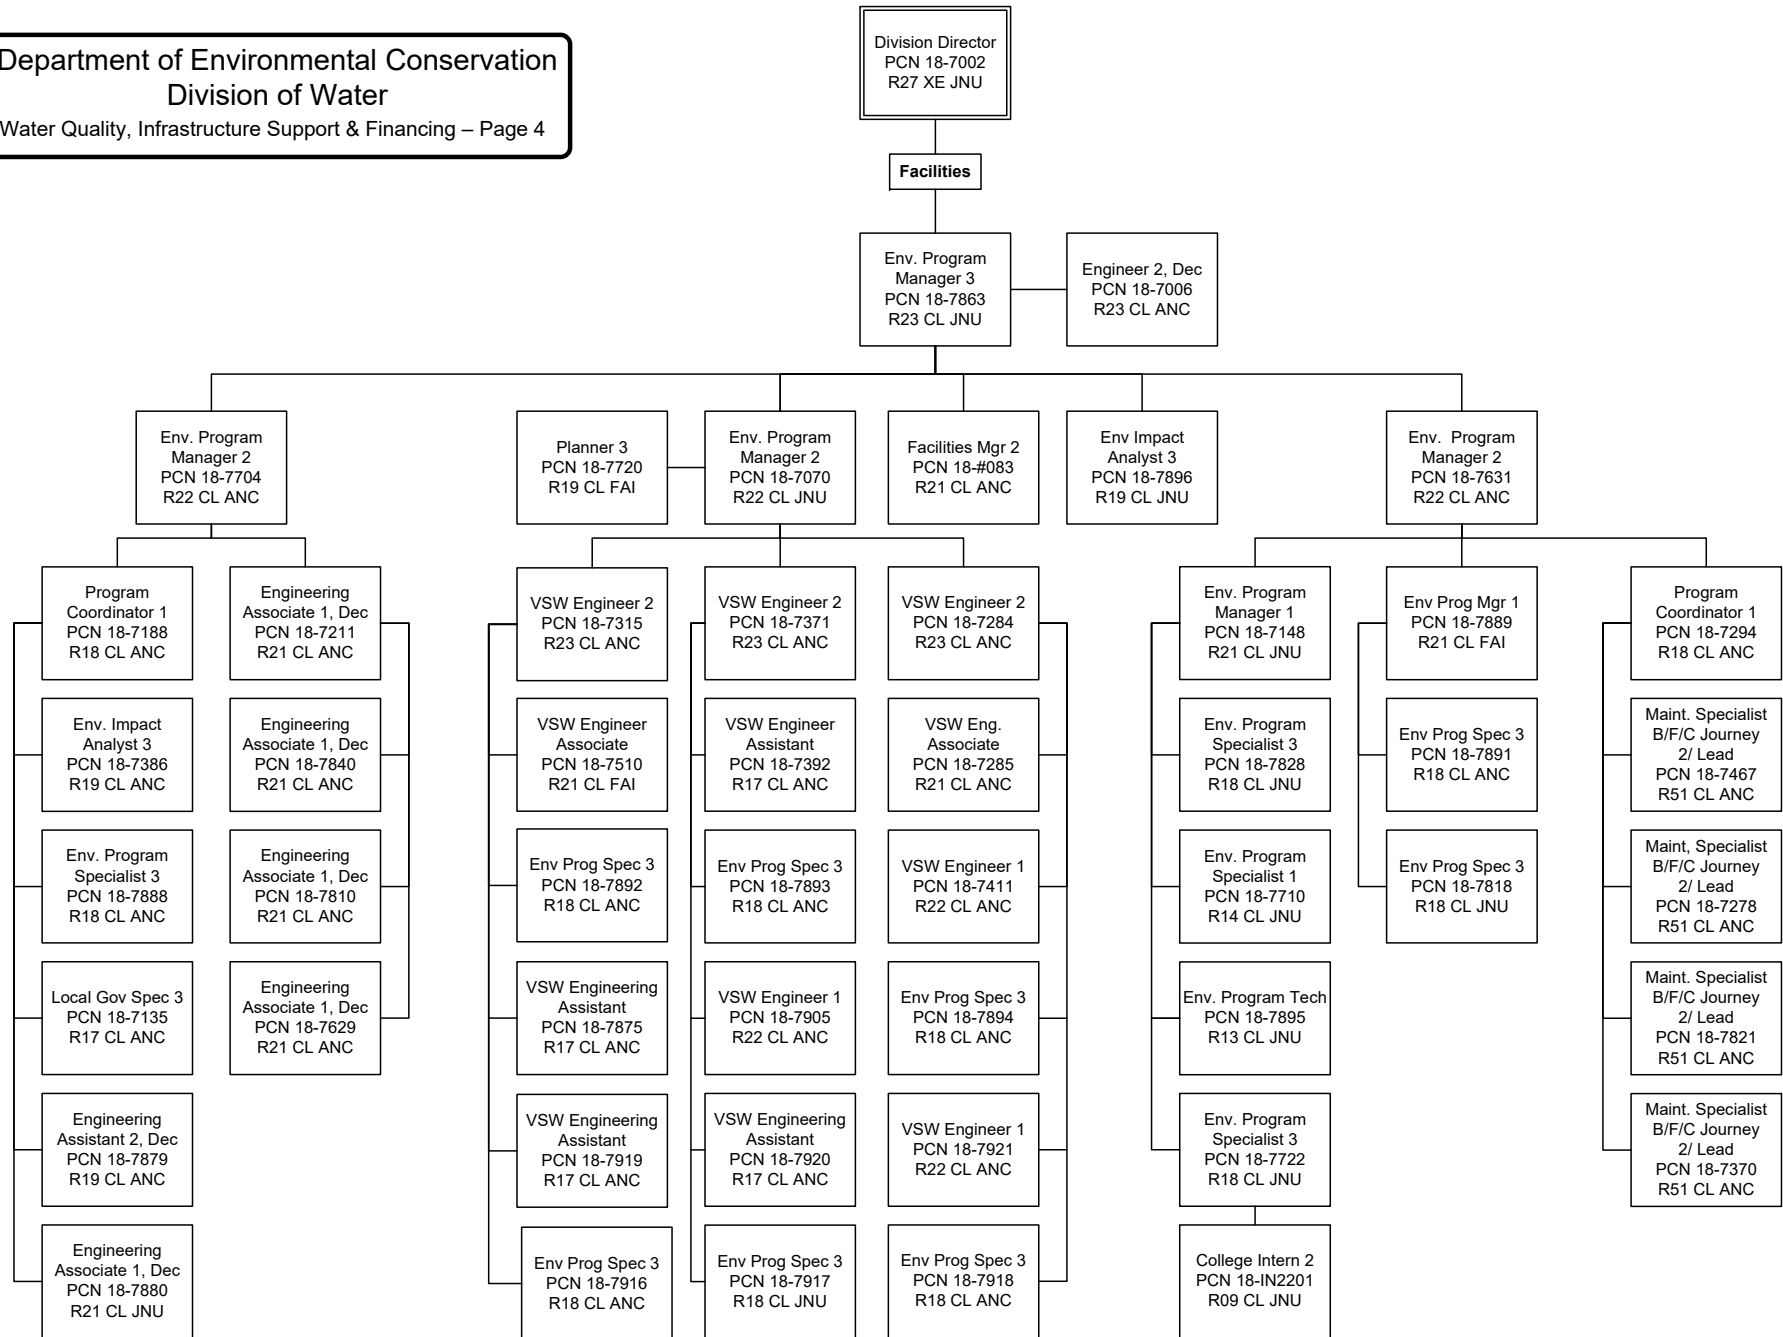 Department of Environmental Conservation
Division of Water
Water Quality, Infrastructure Support & Financing – Page 4
Division Director
PCN 18-7002
R27 XE JNU
Facilities
Env. Program
Manager 3
PCN 18-7863
R23 CL JNU
Engineer 2, Dec
PCN 18-7006
R23 CL ANC
Env. Program
Manager 2
PCN 18-7704
R22 CL ANC
Planner 3
PCN 18-7720
R19 CL FAI
Env. Program
Manager 2
PCN 18-7070
R22 CL JNU
Facilities Mgr 2
PCN 18-#083
R21 CL ANC
Env Impact
Analyst 3
PCN 18-7896
R19 CL JNU
Env. Program
Manager 2
PCN 18-7631
R22 CL ANC
Program
Coordinator 1
PCN 18-7188
R18 CL ANC
Engineering
Associate 1, Dec
PCN 18-7211
R21 CL ANC
VSW Engineer 2
PCN 18-7315
R23 CL ANC
VSW Engineer 2
PCN 18-7371
R23 CL ANC
VSW Engineer 2
PCN 18-7284
R23 CL ANC
Env. Program
Manager 1
PCN 18-7148
R21 CL JNU
Env Prog Mgr 1
PCN 18-7889
R21 CL FAI
Program
Coordinator 1
PCN 18-7294
R18 CL ANC
Env. Impact
Analyst 3
PCN 18-7386
R19 CL ANC
Engineering
Associate 1, Dec
PCN 18-7840
R21 CL ANC
VSW Engineer
Associate
PCN 18-7510
R21 CL FAI
VSW Engineer
Assistant
PCN 18-7392
R17 CL ANC
VSW Eng.
Associate
PCN 18-7285
R21 CL ANC
Env. Program
Specialist 3
PCN 18-7828
R18 CL JNU
Env Prog Spec 3
PCN 18-7891
R18 CL ANC
Maint. Specialist
B/F/C Journey
2/ Lead
PCN 18-7467
R51 CL ANC
Env. Program
Specialist 3
PCN 18-7888
R18 CL ANC
Engineering
Associate 1, Dec
PCN 18-7810
R21 CL ANC
Env Prog Spec 3
PCN 18-7892
R18 CL ANC
Env Prog Spec 3
PCN 18-7893
R18 CL ANC
VSW Engineer 1
PCN 18-7411
R22 CL ANC
Env. Program
Specialist 1
PCN 18-7710
R14 CL JNU
Env Prog Spec 3
PCN 18-7818
R18 CL JNU
Maint, Specialist
B/F/C Journey
2/ Lead
PCN 18-7278
R51 CL ANC
Local Gov Spec 3
PCN 18-7135
R17 CL ANC
Engineering
Associate 1, Dec
PCN 18-7629
R21 CL ANC
VSW Engineering
Assistant
PCN 18-7875
R17 CL ANC
VSW Engineer 1
PCN 18-7905
R22 CL ANC
Env Prog Spec 3
PCN 18-7894
R18 CL ANC
Env. Program Tech
PCN 18-7895
R13 CL JNU
Maint. Specialist
B/F/C Journey
2/ Lead
PCN 18-7821
R51 CL ANC
Engineering
Assistant 2, Dec
PCN 18-7879
R19 CL ANC
VSW Engineering
Assistant
PCN 18-7919
R17 CL ANC
VSW Engineering
Assistant
PCN 18-7920
R17 CL ANC
VSW Engineer 1
PCN 18-7921
R22 CL ANC
Env. Program
Specialist 3
PCN 18-7722
R18 CL JNU
Maint. Specialist
B/F/C Journey
2/ Lead
PCN 18-7370
R51 CL ANC
Engineering
Associate 1, Dec
PCN 18-7880
R21 CL JNU
Env Prog Spec 3
PCN 18-7916
R18 CL ANC
Env Prog Spec 3
PCN 18-7917
R18 CL JNU
Env Prog Spec 3
PCN 18-7918
R18 CL ANC
College Intern 2
PCN 18-IN2201
R09 CL JNU